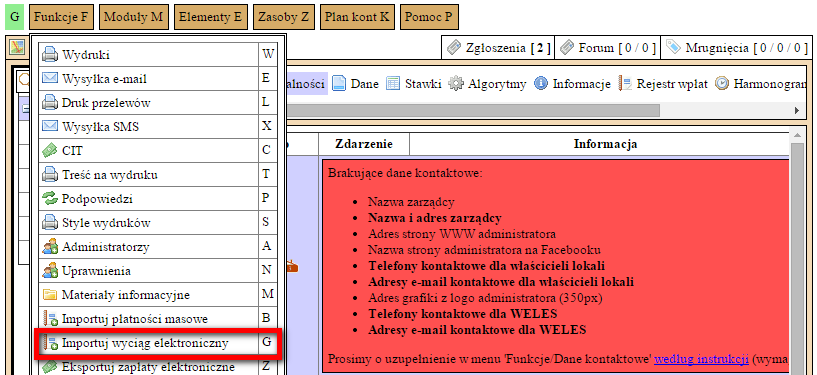 G Funkcje F Moduły M Elementy E Zasoby Z Plan kont K Pomoc P
Zgłoszenia [ 2 ] Forum [ 0 / 0 ] Mrugnięcia [ 0 / 0 / 0 ]
alności Dane Stawki Algorytmy Informacje Rejestr wpłat Harmonogram
Wydruki W
Wysyłka e-mail E
Druk przelewów L
Wysyłka SMS X
CIT C
Treść na wydruku T
Podpowiedzi P
Style wydruków S
Administratorzy A
Uprawnienia N
Materiały informacyjne M
Importuj płatności masowe B
Importuj wyciąg elektroniczny G
Eksportuj zapłaty elektroniczne Z
Zdarzenie Informacja
Brakujące dane kontaktowe:
Nazwa zarządcy
Nazwa i adres zarządcy
Adres strony WWW administratora
Nazwa strony administratora na Facebooku
Telefony kontaktowe dla właścicieli lokali
Adresy e-mail kontaktowe dla właścicieli lokali
Adres grafiki z logo administratora (350px)
Telefony kontaktowe dla WELES
Adresy e-mail kontaktowe dla WELES
Prosimy o uzupełnienie w menu 'Funkcje/Dane kontaktowe' według instrukcji (wyma